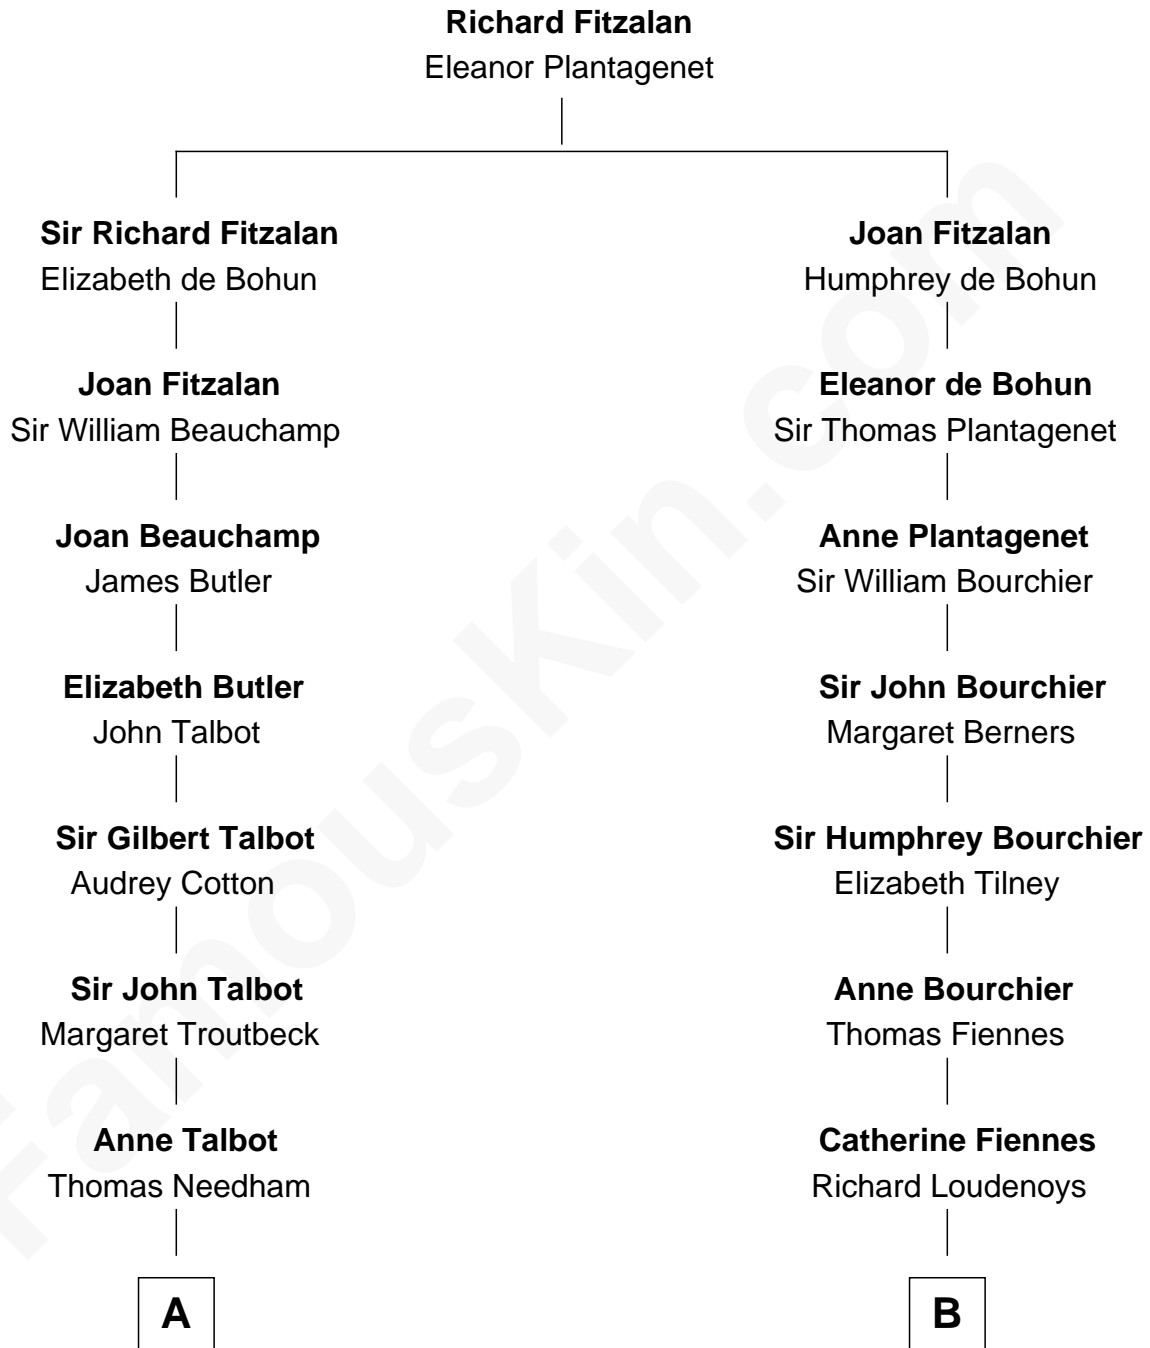 Richard Fitzalan
Eleanor Plantagenet
Sir Richard Fitzalan
Elizabeth de Bohun
Joan Fitzalan
Humphrey de Bohun
Joan Fitzalan
Sir William Beauchamp
Eleanor de Bohun
Sir Thomas Plantagenet
Joan Beauchamp
James Butler
Anne Plantagenet
Sir William Bourchier
Elizabeth Butler
John Talbot
Sir John Bourchier
Margaret Berners
Sir Gilbert Talbot
Audrey Cotton
Sir Humphrey Bourchier
Elizabeth Tilney
Sir John Talbot
Margaret Troutbeck
Anne Bourchier
Thomas Fiennes
Anne Talbot
Thomas Needham
Catherine Fiennes
Richard Loudenoys
A
B
FamousKin.com